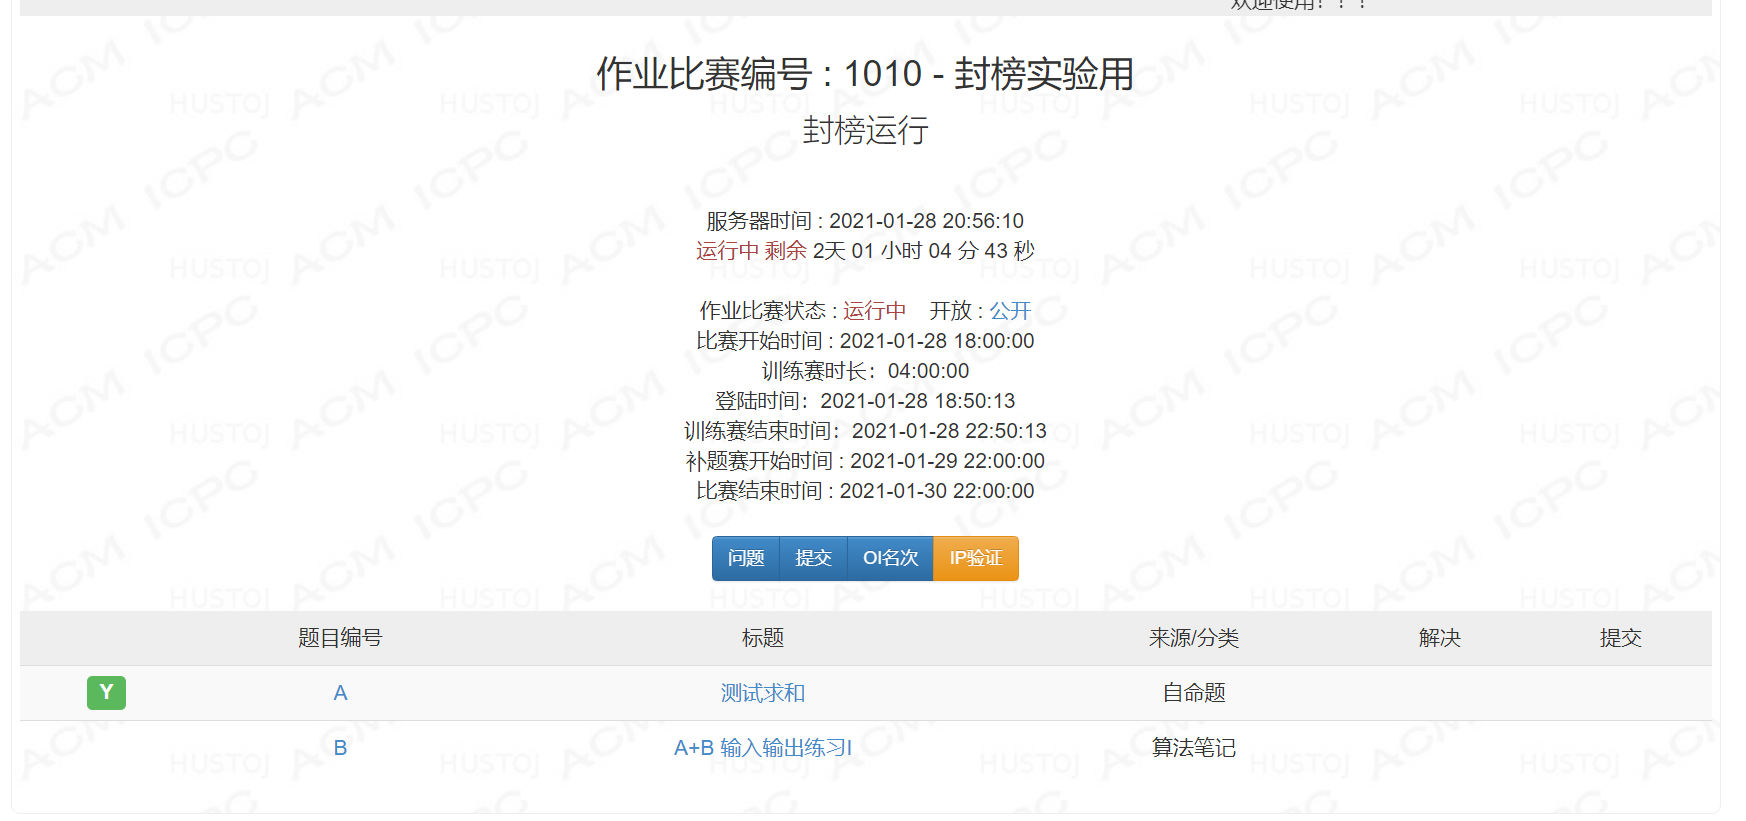 欢迎使用！！！
作业比赛编号 : 1010 - 封榜实验用
封榜运行
服务器时间 : 2021-01-28 20:56:10
运行中 剩余 2天 01 小时 04 分 43 秒
作业比赛状态 : 运行中 开放 : 公开
比赛开始时间 : 2021-01-28 18:00:00
训练赛时长：04:00:00
登陆时间：2021-01-28 18:50:13
训练赛结束时间：2021-01-28 22:50:13
补题赛开始时间 : 2021-01-29 22:00:00
比赛结束时间 : 2021-01-30 22:00:00
问题 提交 OI名次 IP验证
题目编号 标题 来源/分类 解决 提交
Y A 测试求和 自命题
B A+B 输入输出练习I 算法笔记
ACM ICPC HUSTOJ